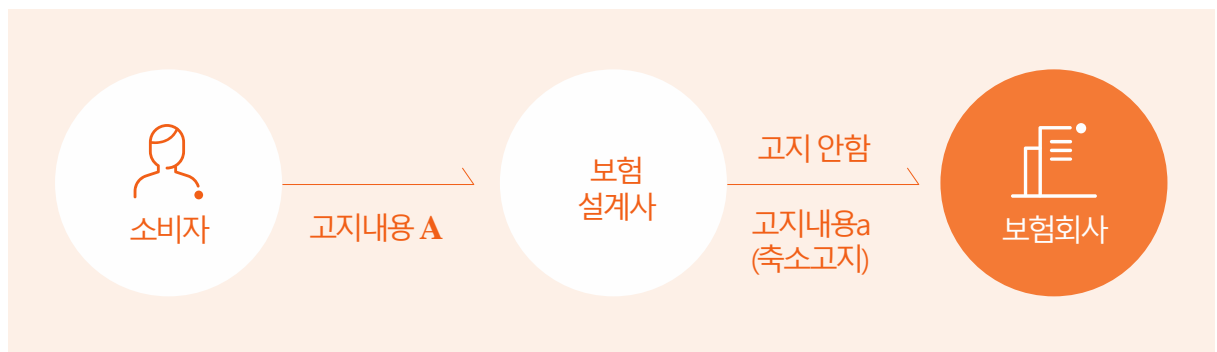 소비자
고지내용 A
보험
설계사
고지 안함
고지내용a
(축소고지)
보험회사